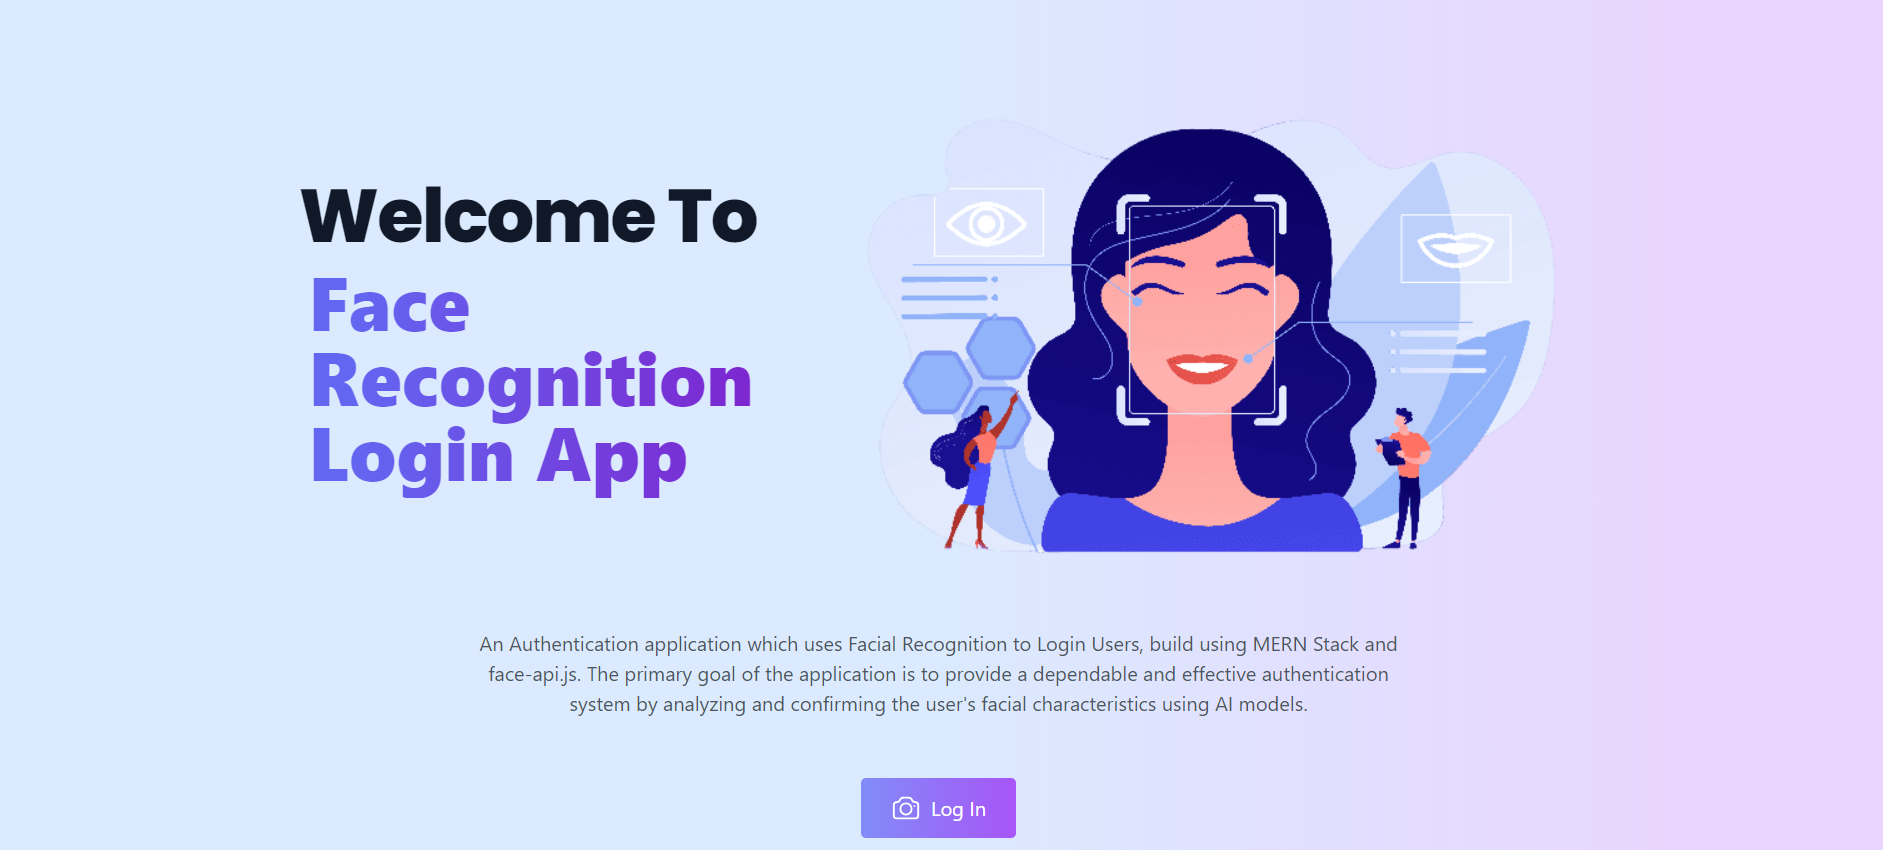 Welcome To
Face
Recognition
Login App
An Authentication application which uses Facial Recognition to Login Users, build using MERN Stack and
face-api.js. The primary goal of the application is to provide a dependable and effective authentication
system by analyzing and confirming the user's facial characteristics using AI models.
Log In